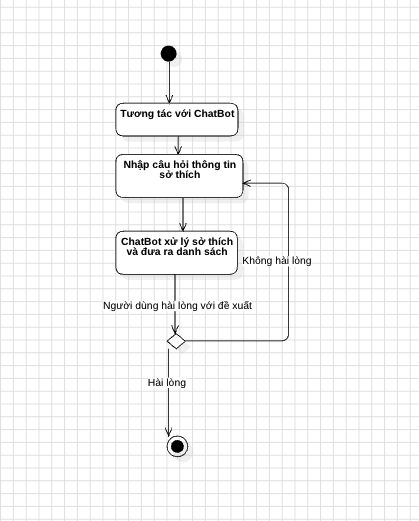 Tương tác với ChatBot
Nhập câu hỏi thông tin
sở thích
ChatBot xử lý sở thích
và đưa ra danh sách
Không hài lòng
Người dùng hài lòng với đề xuất
Hài lòng